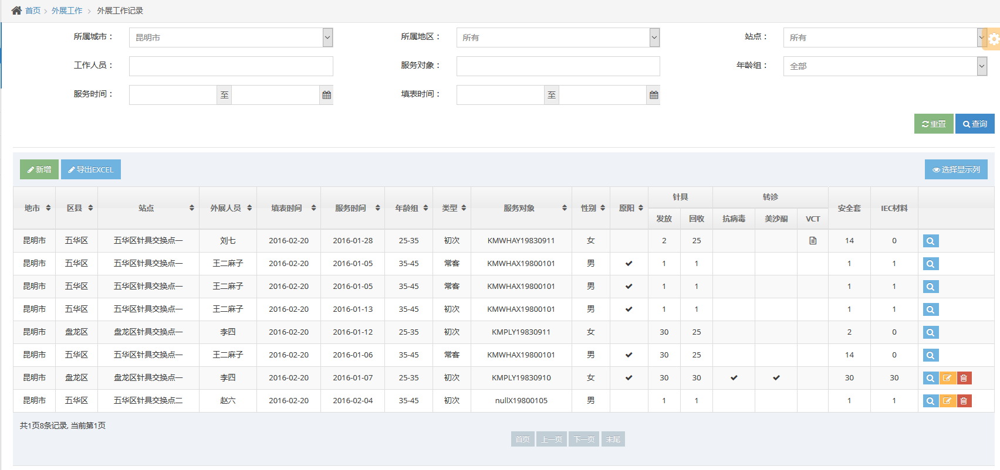 首页 > 外展工作 > 外展工作记录
所属城市： 昆明市 所属地区： 所有 站点： 所有
工作人员： 服务对象： 年龄组： 全部
服务时间： 至 填表时间： 至
重置 查询
新增 导出EXCEL 选择显示列
针具 转诊
地市 区县 站点 外展人员 填表时间 服务时间 年龄组 类型 服务对象 性别 原阳 安全套 IEC材料
发放 回收 抗病毒 美沙酮 VCT
昆明市 五华区 五华区针具交换点一 刘七 2016-02-20 2016-01-28 25-35 初次 KMWHAY19830911 女 2 25 14 0
昆明市 五华区 五华区针具交换点一 王二麻子 2016-02-20 2016-01-05 35-45 常客 KMWHAX19800101 男 ✔ 1 1 1 1
昆明市 五华区 五华区针具交换点一 王二麻子 2016-02-20 2016-01-05 35-45 常客 KMWHAX19800101 男 ✔ 1 1 1 1
昆明市 五华区 五华区针具交换点一 王二麻子 2016-02-20 2016-01-13 35-45 初次 KMWHAX19800101 男 ✔ 1 1 1 1
昆明市 盘龙区 盘龙区针具交换点一 李四 2016-02-20 2016-01-12 25-35 初次 KMPLY19830911 女 30 25 2 0
昆明市 五华区 五华区针具交换点一 王二麻子 2016-02-20 2016-01-06 35-45 常客 KMWHAX19800101 男 ✔ 30 25 14 0
昆明市 盘龙区 盘龙区针具交换点一 李四 2016-02-20 2016-01-07 25-35 初次 KMPLY19830910 女 ✔ 30 30 ✔ ✔ 30 30
昆明市 五华区 五华区针具交换点二 赵六 2016-02-20 2016-02-04 35-45 初次 nullX19800105 男 1 1 1 1
共1页8条记录, 当前第1页
首页 上一页 下一页 末尾